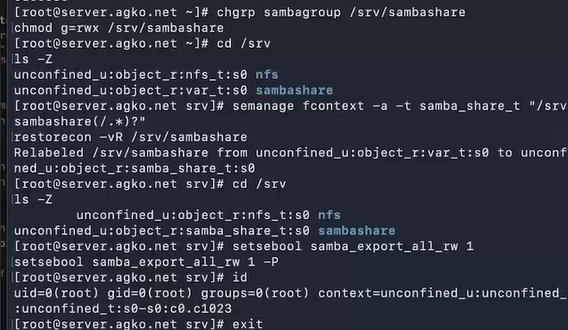 [root@server.agko.net ~]# chgrp sambagroup /srv/sambashare
chmod g=rwx /srv/sambashare
[root@server.agko.net ~]# cd /srv
ls -Z
unconfined_u:object_r:nfs_t:s0 nfs
unconfined_u:object_r:var_t:s0 sambashare
[root@server.agko.net srv]# semanage fcontext -a -t samba_share_t "/srv
sambashare(/.*)?"
restorecon -vR /srv/sambashare
Relabeled /srv/sambashare from unconfined_u:object_r:var_t:s0 to unconf
ned_u:object_r:samba_share_t:s0
[root@server.agko.net srv]# cd /srv
ls -Z
unconfined_u:object_r:nfs_t:s0 nfs
unconfined_u:object_r:samba_share_t:s0 sambashare
[root@server.agko.net srv]# setsebool samba_export_all_rw 1
setsebool samba_export_all_rw 1 -P
[root@server.agko.net srv]# id
uid=0(root) gid=0(root) groups=0(root) context=unconfined_u:unconfined_
:unconfined_t:s0-s0:c0.c1023
[root@server.agko.net srv]# exit